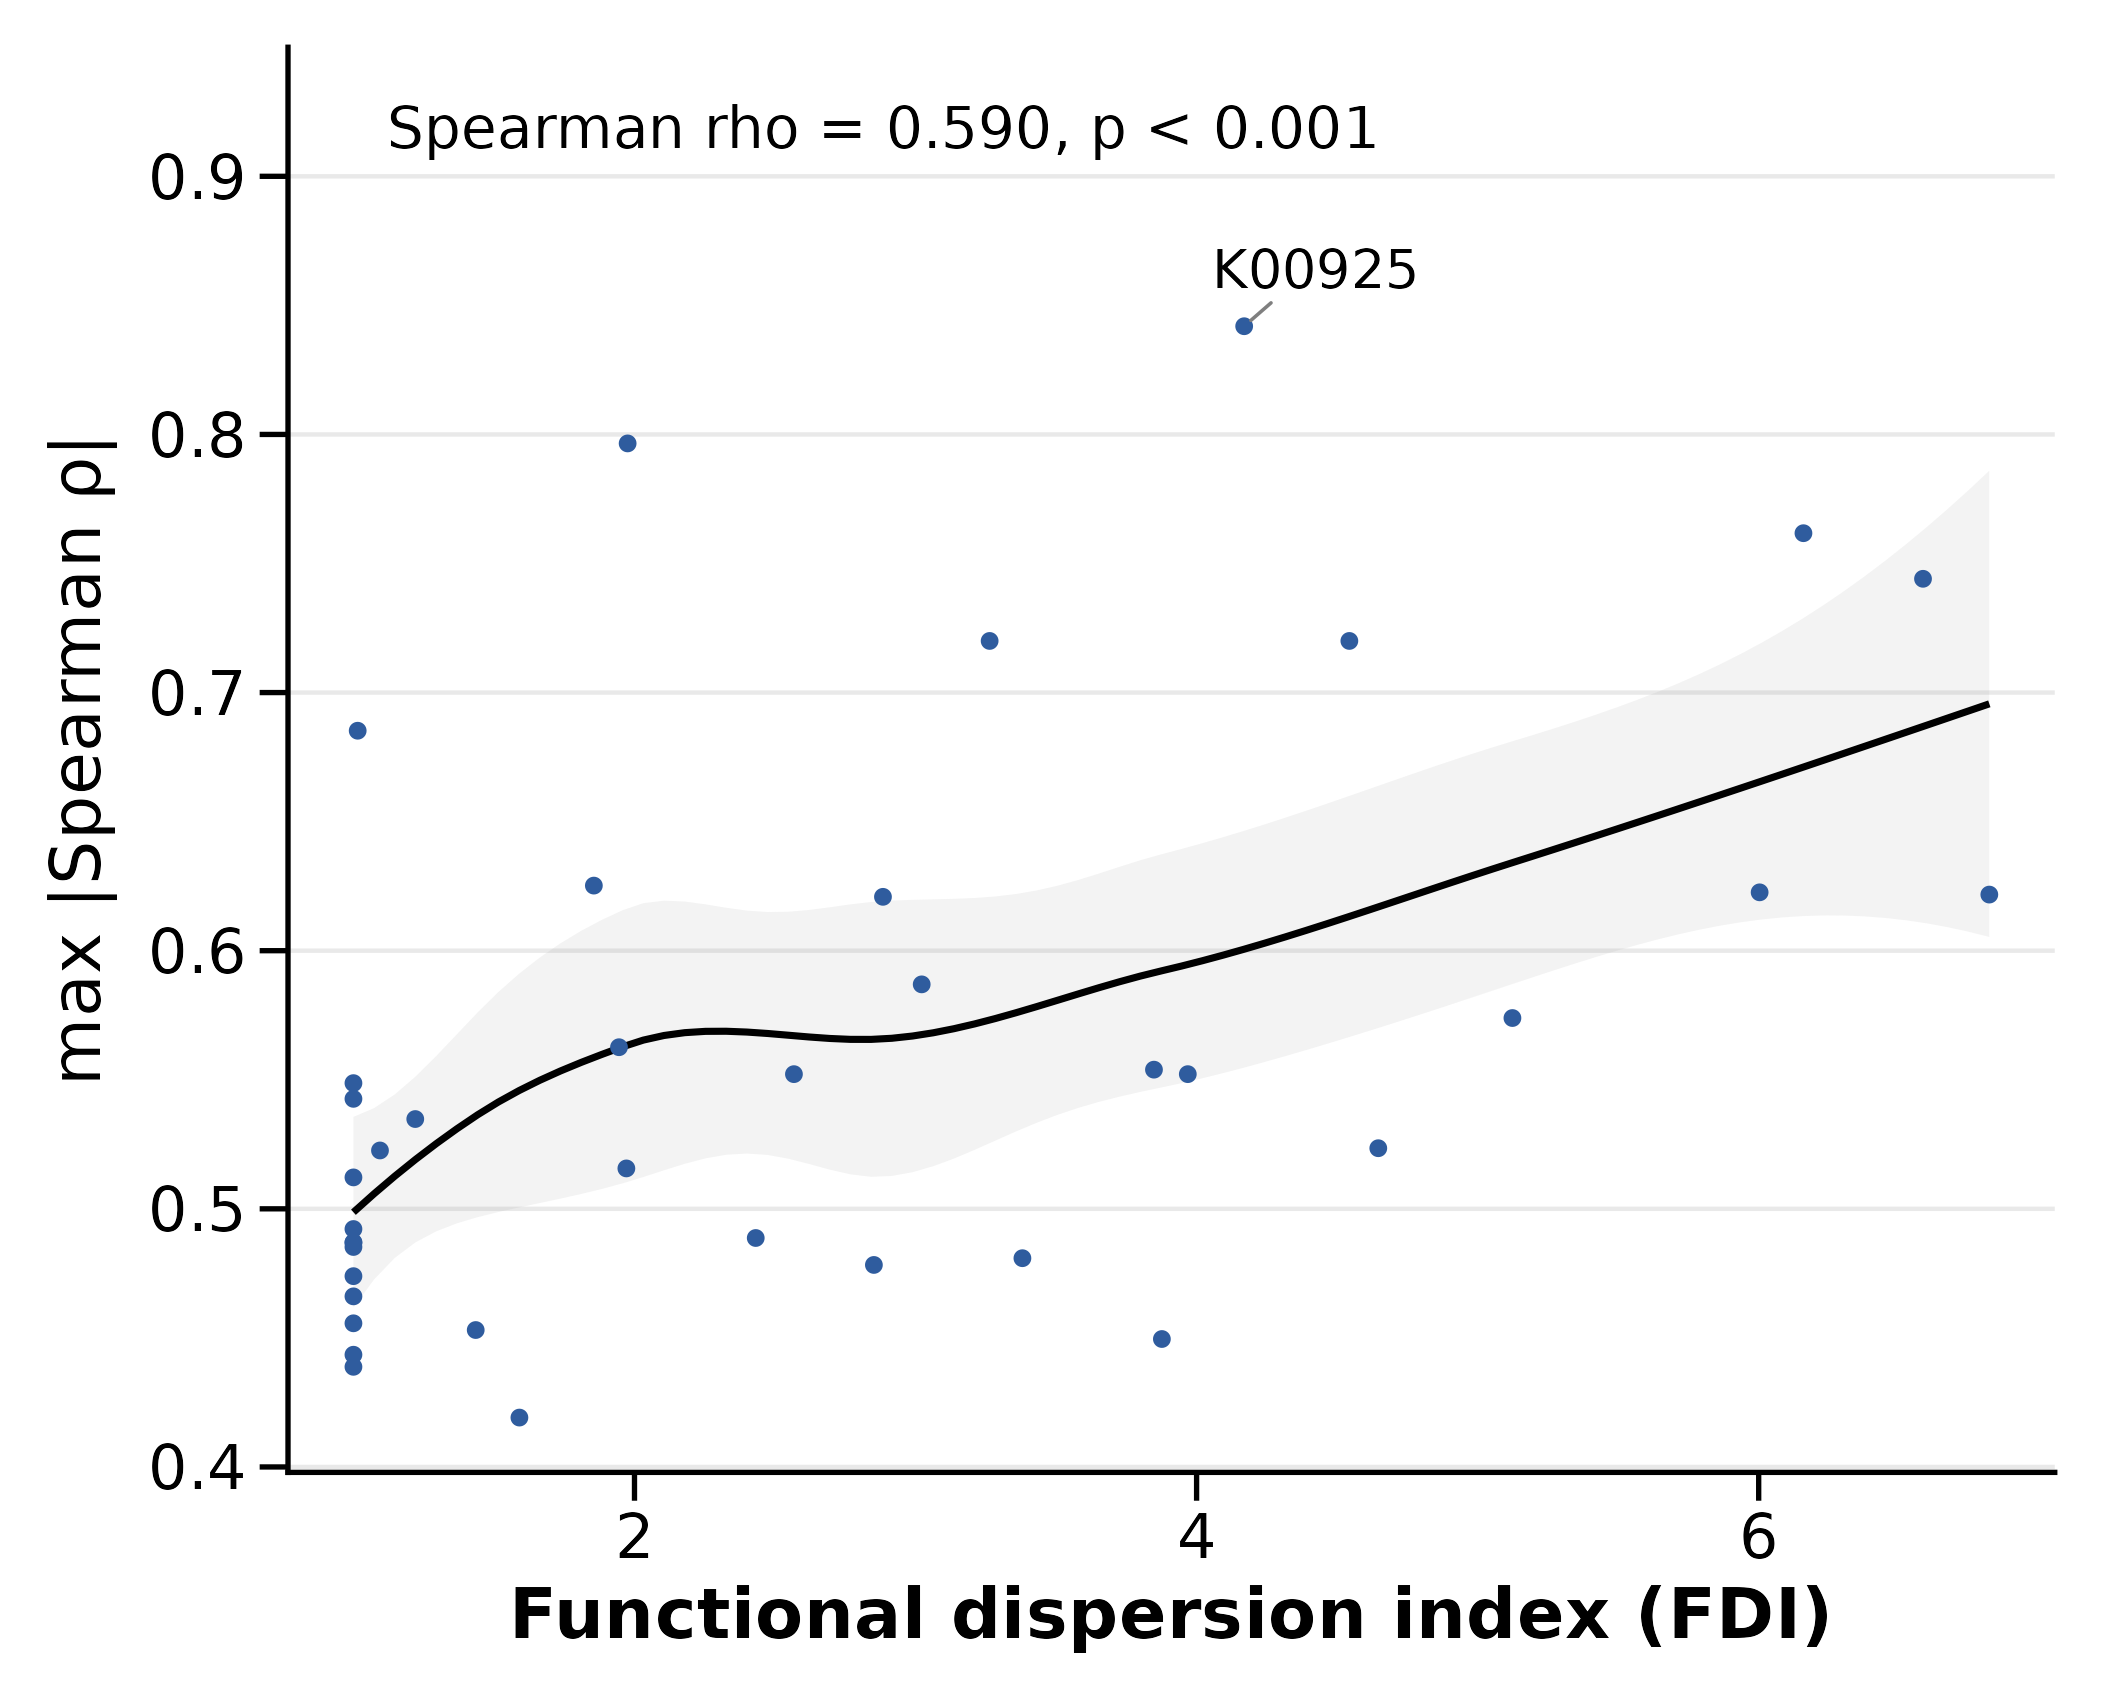 Spearman rho = 0.590, p < 0.001
0.9
K00925
0.8
0.7
0.6
0.5
0.4
max |Spearman ρ|
2 4 6
Functional dispersion index (FDI)